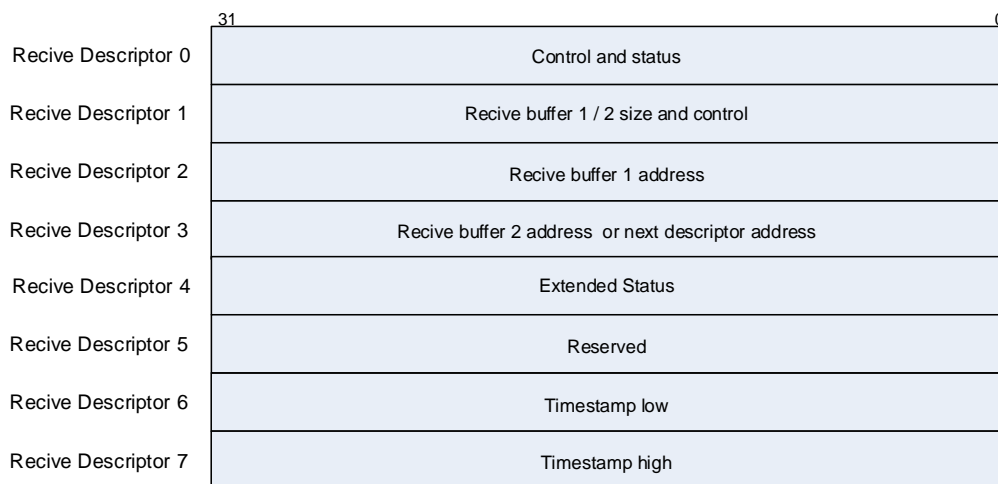 31 0
Recive Descriptor 0 Control and status
Recive Descriptor 1 Recive buffer 1 / 2 size and control
Recive Descriptor 2 Recive buffer 1 address
Recive Descriptor 3 Recive buffer 2 address or next descriptor address
Recive Descriptor 4 Extended Status
Recive Descriptor 5 Reserved
Recive Descriptor 6 Timestamp low
Recive Descriptor 7 Timestamp high